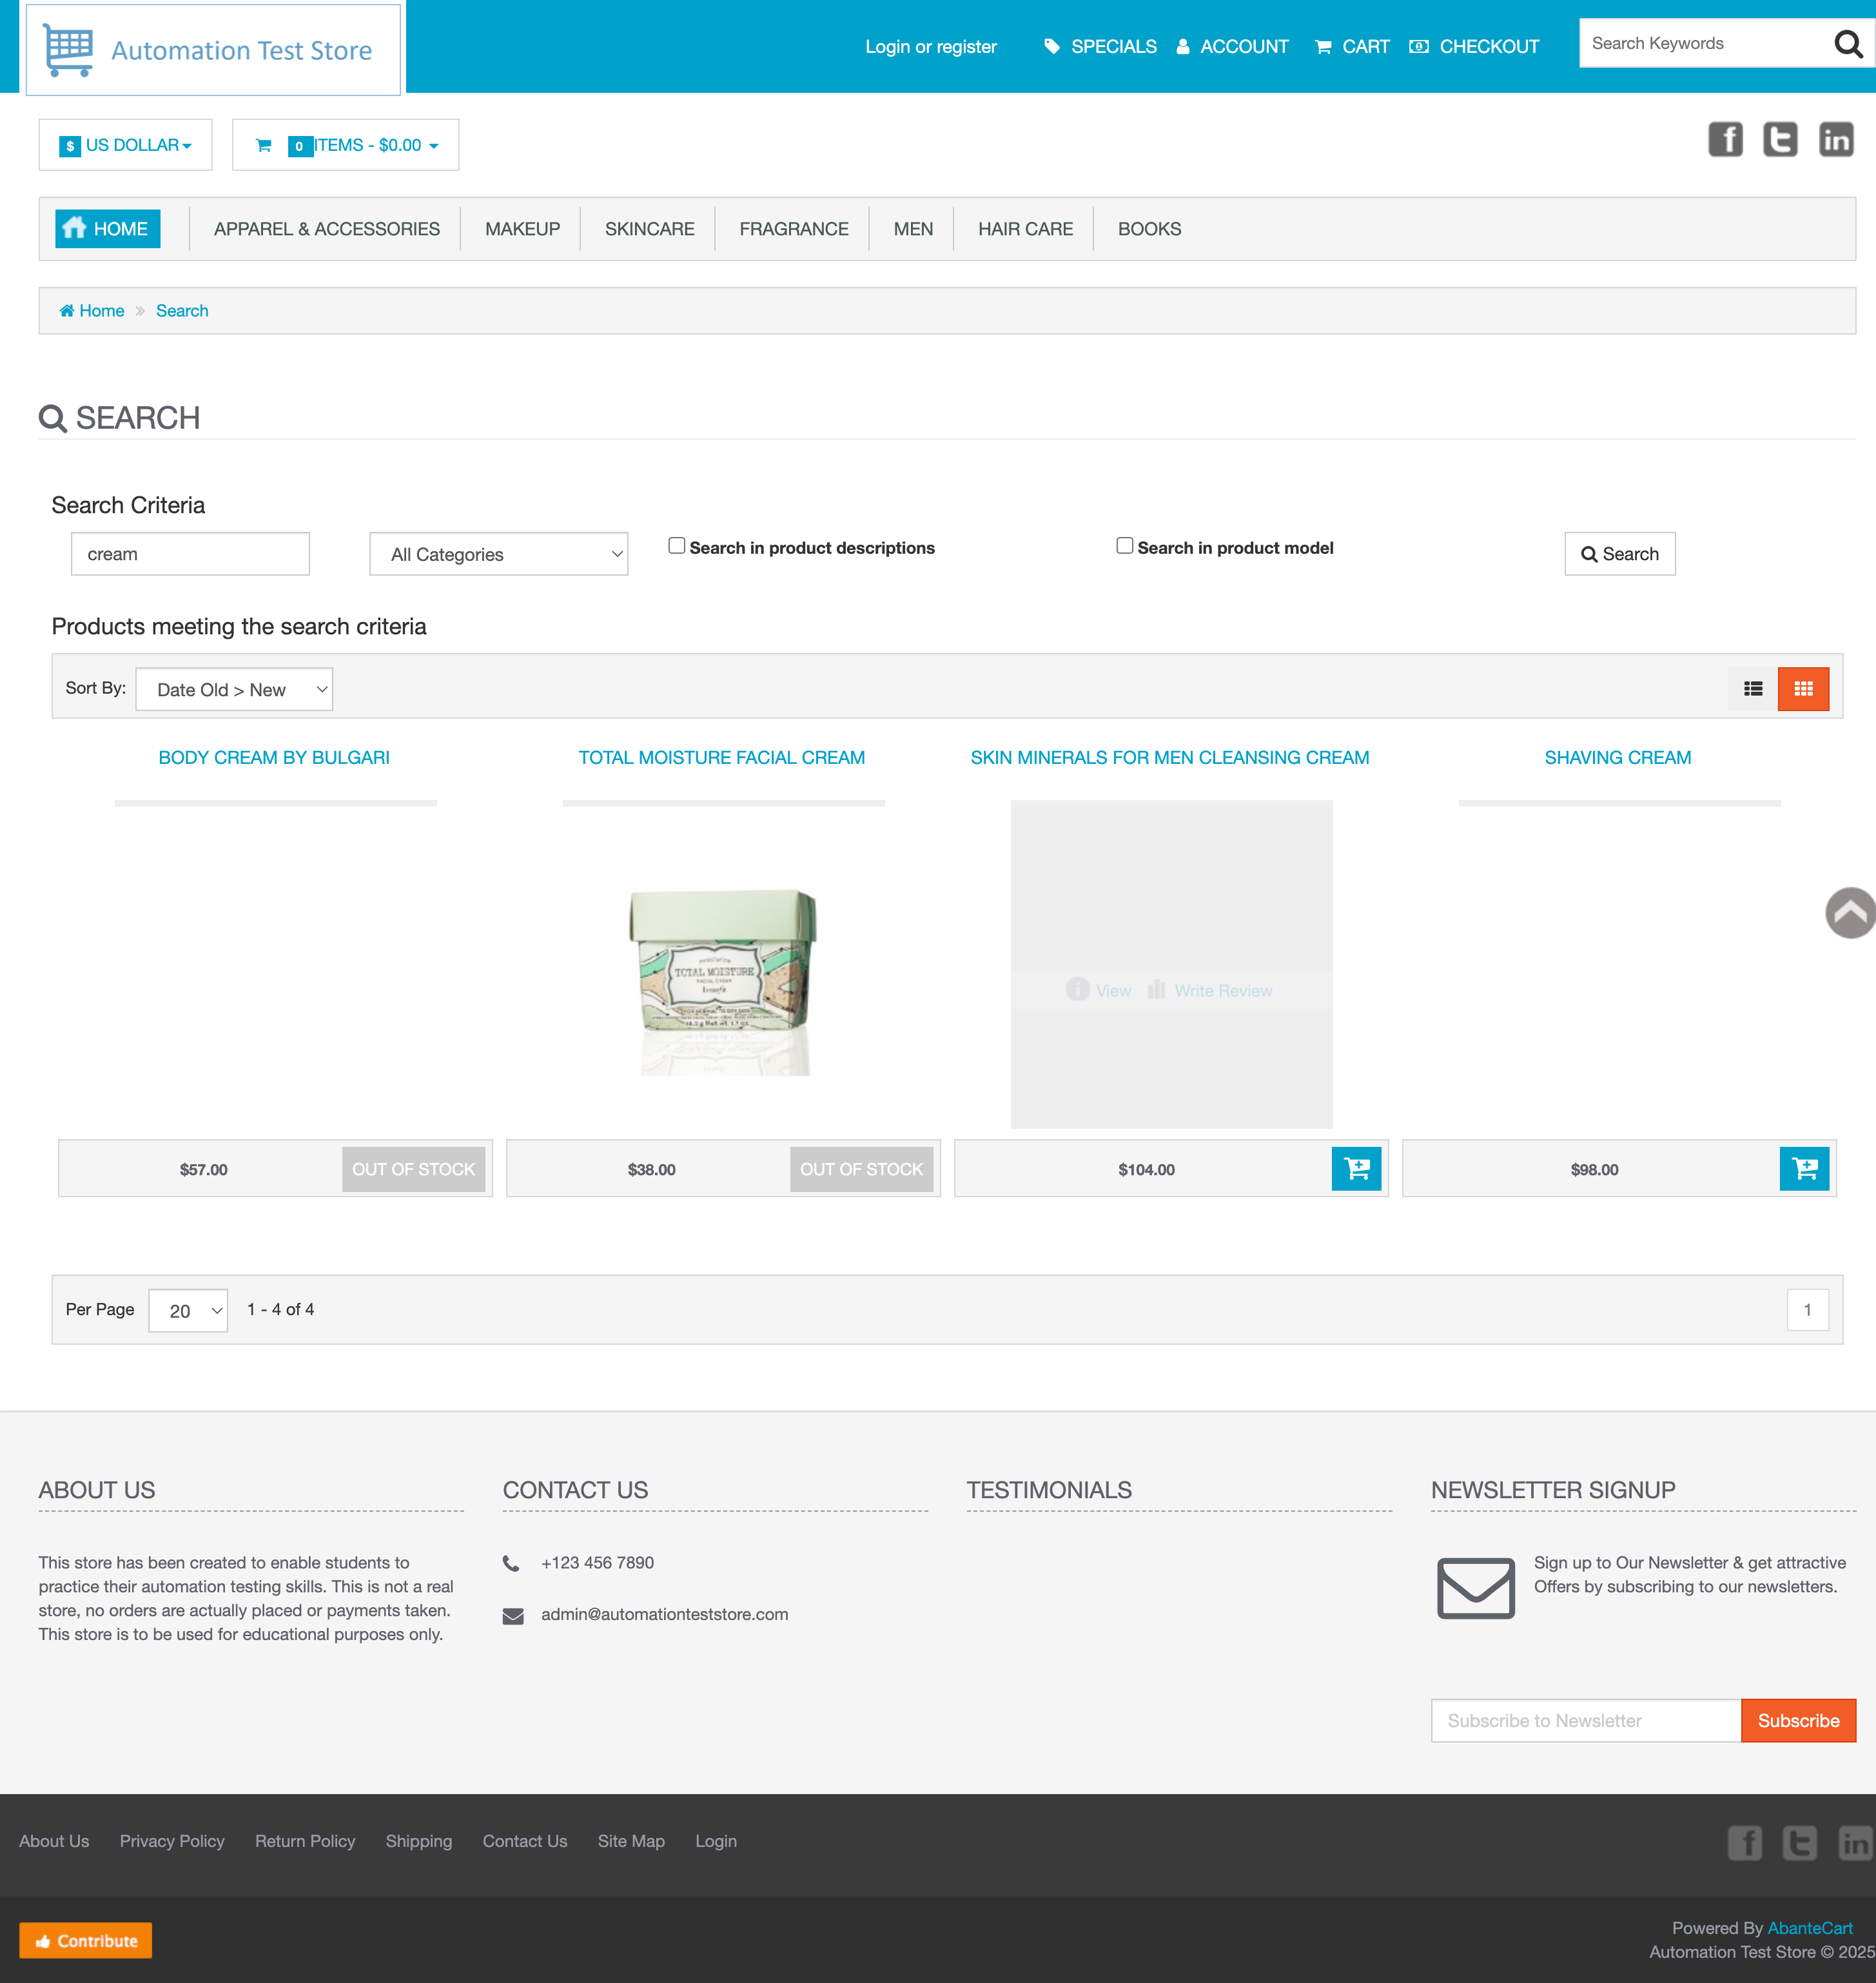 Automation Test Store
Login or register
SPECIALS
ACCOUNT
CART
CHECKOUT
Search Keywords
$ US DOLLAR
0 ITEMS - $0.00
HOME
APPAREL & ACCESSORIES
MAKEUP
SKINCARE
FRAGRANCE
MEN
HAIR CARE
BOOKS
Home » Search
SEARCH
Search Criteria
cream
All Categories
Search in product descriptions
Search in product model
Search
Products meeting the search criteria
Sort By: Date Old > New
BODY CREAM BY BULGARI
TOTAL MOISTURE FACIAL CREAM
SKIN MINERALS FOR MEN CLEANSING CREAM
SHAVING CREAM
TOTAL MOISTURE
FACIAL CREAM
benefit
View
Write Review
$57.00
OUT OF STOCK
$38.00
OUT OF STOCK
$104.00
$98.00
Per Page 20 1 - 4 of 4
1
ABOUT US
This store has been created to enable students to
practice their automation testing skills. This is not a real
store, no orders are actually placed or payments taken.
This store is to be used for educational purposes only.
CONTACT US
+123 456 7890
admin@automationteststore.com
TESTIMONIALS
NEWSLETTER SIGNUP
Sign up to Our Newsletter & get attractive
Offers by subscribing to our newsletters.
Subscribe to Newsletter
Subscribe
About Us
Privacy Policy
Return Policy
Shipping
Contact Us
Site Map
Login
Contribute
Powered By AbanteCart
Automation Test Store © 2025